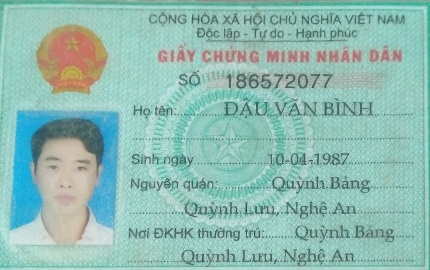 CỘNG HÒA XÃ HỘI CHỦ NGHĨA VIỆT NAM
Độc lập - Tự do - Hạnh phúc
GIẤY CHỨNG MINH NHÂN DÂN
SỐ 186572077
Họ tên: ĐẬU VĂN BÌNH
Sinh ngày 10-04-1987
Nguyên quán: Quỳnh Bảng
Quỳnh Lưu, Nghệ An
Nơi ĐKHK thường trú: Quỳnh Bảng
Quỳnh Lưu, Nghệ An